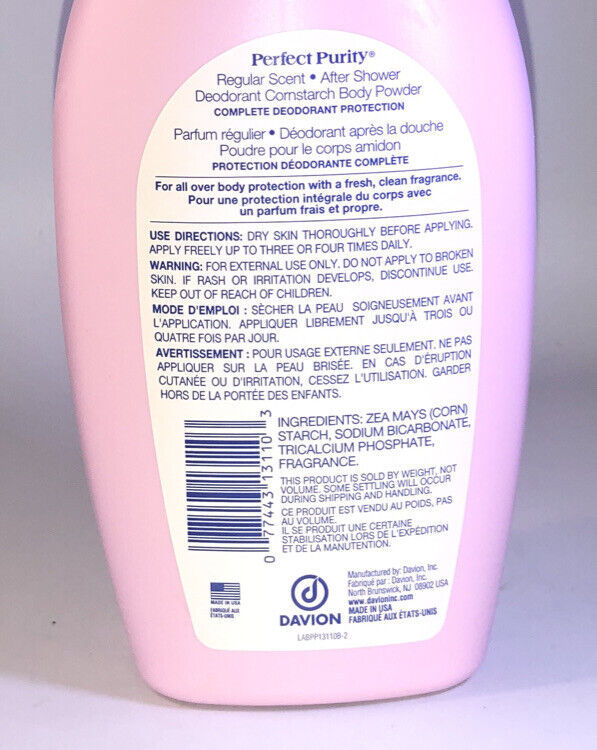 Perfect Purity®
Regular Scent • After Shower
Deodorant Cornstarch Body Powder
COMPLETE DEODORANT PROTECTION
Parfum régulier • Déodorant après la douche
Poudre pour le corps amidon
PROTECTION DÉODORANTE COMPLÈTE
For all over body protection with a fresh, clean fragrance.
Pour une protection intégrale du corps avec
un parfum frais et propre.
USE DIRECTIONS: DRY SKIN THOROUGHLY BEFORE APPLYING.
APPLY FREELY UP TO THREE OR FOUR TIMES DAILY.
WARNING: FOR EXTERNAL USE ONLY. DO NOT APPLY TO BROKEN
SKIN. IF RASH OR IRRITATION DEVELOPS, DISCONTINUE USE.
KEEP OUT OF REACH OF CHILDREN.
MODE D'EMPLOI : SÈCHER LA PEAU SOIGNEUSEMENT AVANT
L'APPLICATION. APPLIQUER LIBREMENT JUSQU'À TROIS OU
QUATRE FOIS PAR JOUR.
AVERTISSEMENT : POUR USAGE EXTERNE SEULEMENT. NE PAS
APPLIQUER SUR LA PEAU BRISÉE. EN CAS D'ÉRUPTION
CUTANÉE OU D'IRRITATION, CESSEZ L'UTILISATION. GARDER
HORS DE LA PORTÉE DES ENFANTS.
0 77443 13110 3
INGREDIENTS: ZEA MAYS (CORN)
STARCH, SODIUM BICARBONATE,
TRICALCIUM PHOSPHATE,
FRAGRANCE.
THIS PRODUCT IS SOLD BY WEIGHT, NOT
VOLUME. SOME SETTLING WILL OCCUR
DURING SHIPPING AND HANDLING.
CE PRODUIT EST VENDU AU POIDS, PAS
AU VOLUME.
IL SE PRODUIT UNE CERTAINE
STABILISATION LORS DE L'EXPÉDITION
ET DE LA MANUTENTION.
MADE IN USA
FABRIQUÉ AUX
ÉTATS-UNIS
DAVION
Manufactured by: Davion, Inc.
Fabriqué par : Davion, Inc.
North Brunswick, NJ 08902 USA
www.davioninc.com
MADE IN USA
FABRIQUÉ AUX ÉTATS-UNIS
LABPP13110B-2